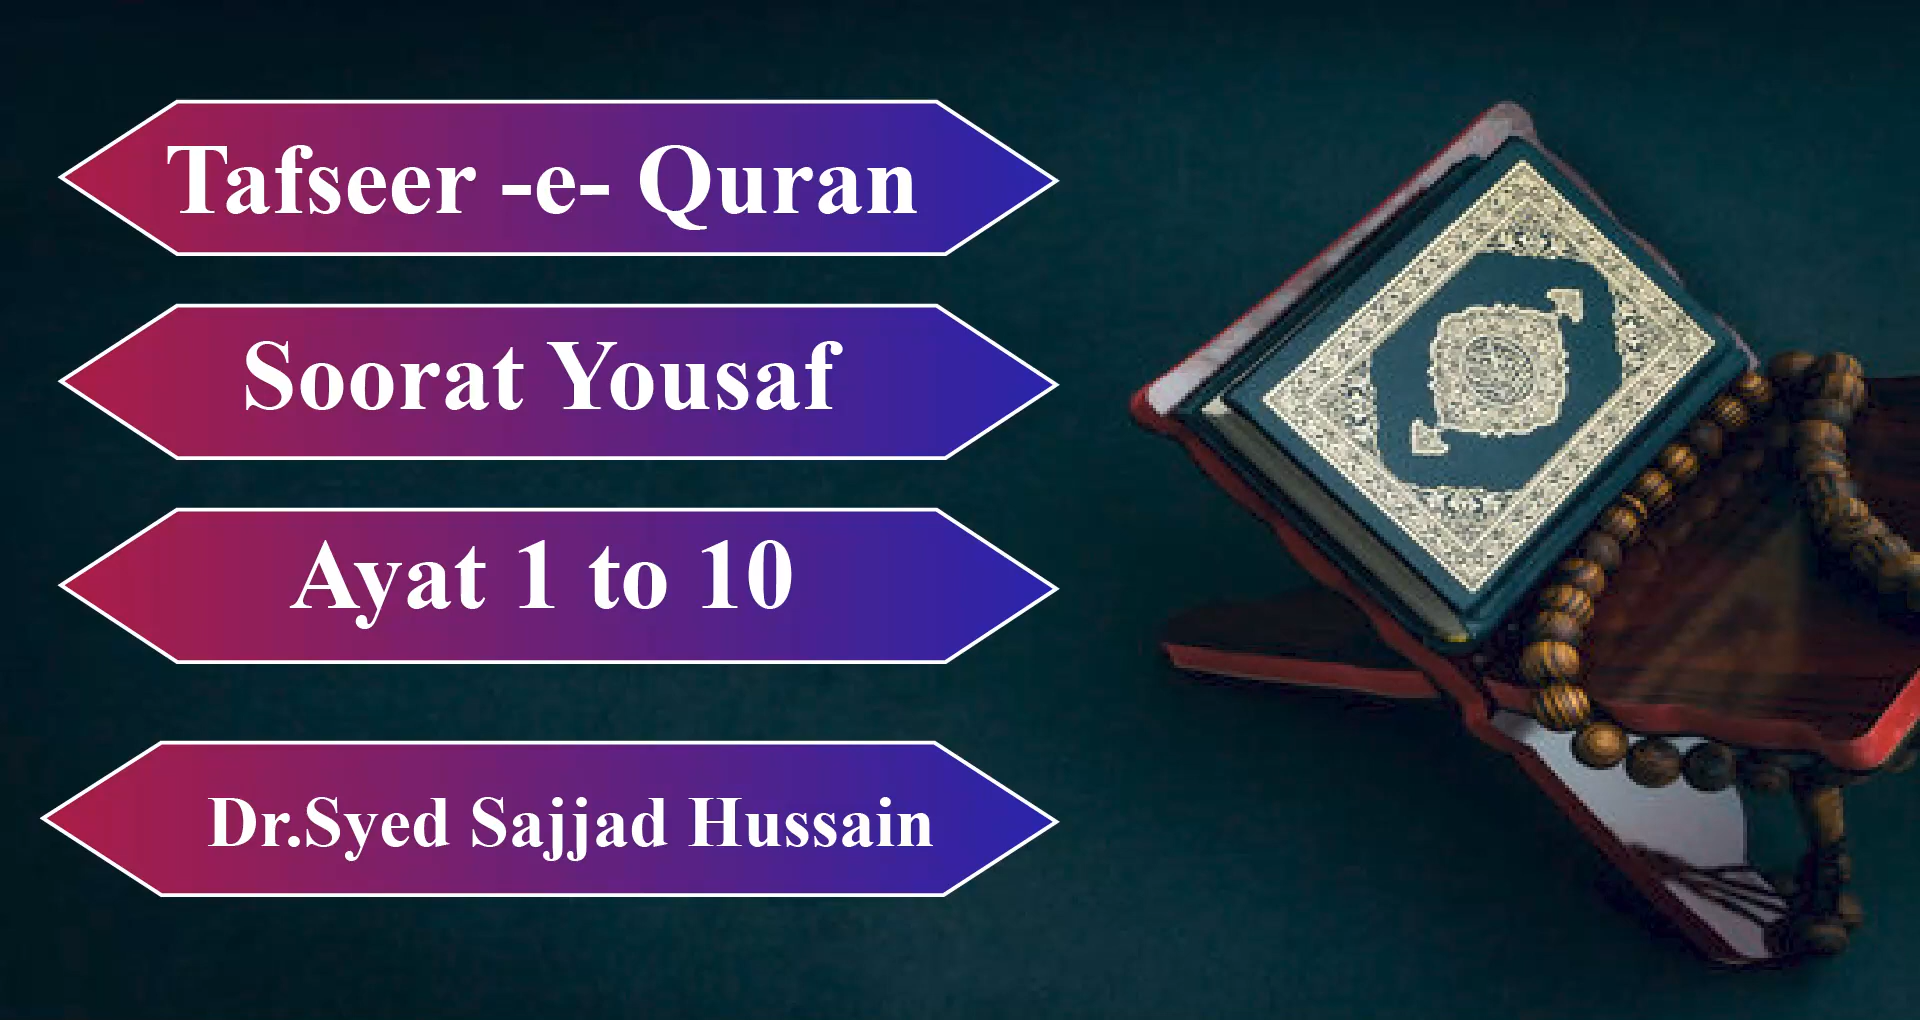 Tafseer -e- Quran
Soorat Yousaf
Ayat 1 to 10
Dr.Syed Sajjad Hussain